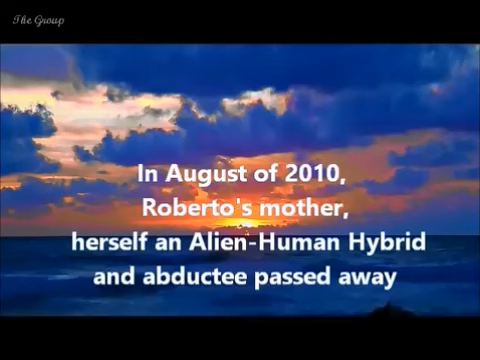 The Group
In August of 2010,
Roberto's mother,
herself an Alien-Human Hybrid
and abductee passed away